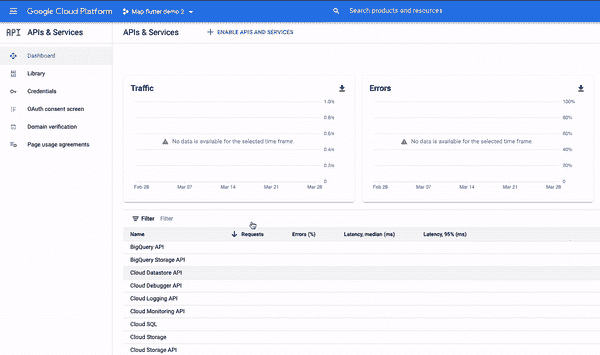 Google Cloud Platform
Map flutter demo 2
Search products and resources
API APIs & Services
APIs & Services
ENABLE APIS AND SERVICES
Dashboard
Library
Credentials
OAuth consent screen
Domain verification
Page usage agreements
Traffic
1.0/s
0.8/s
0.6/s
0.4/s
0.2/s
0
No data is available for the selected time frame.
Feb 28
Mar 07
Mar 14
Mar 21
Mar 28
Errors
100%
80%
60%
40%
20%
0
No data is available for the selected time frame.
Feb 28
Mar 07
Mar 14
Mar 21
Mar 28
Filter Filter
Name Requests Errors (%) Latency, median (ms) Latency, 95% (ms)
BigQuery API
BigQuery Storage API
Cloud Datastore API
Cloud Debugger API
Cloud Logging API
Cloud Monitoring API
Cloud SQL
Cloud Storage
Cloud Storage API